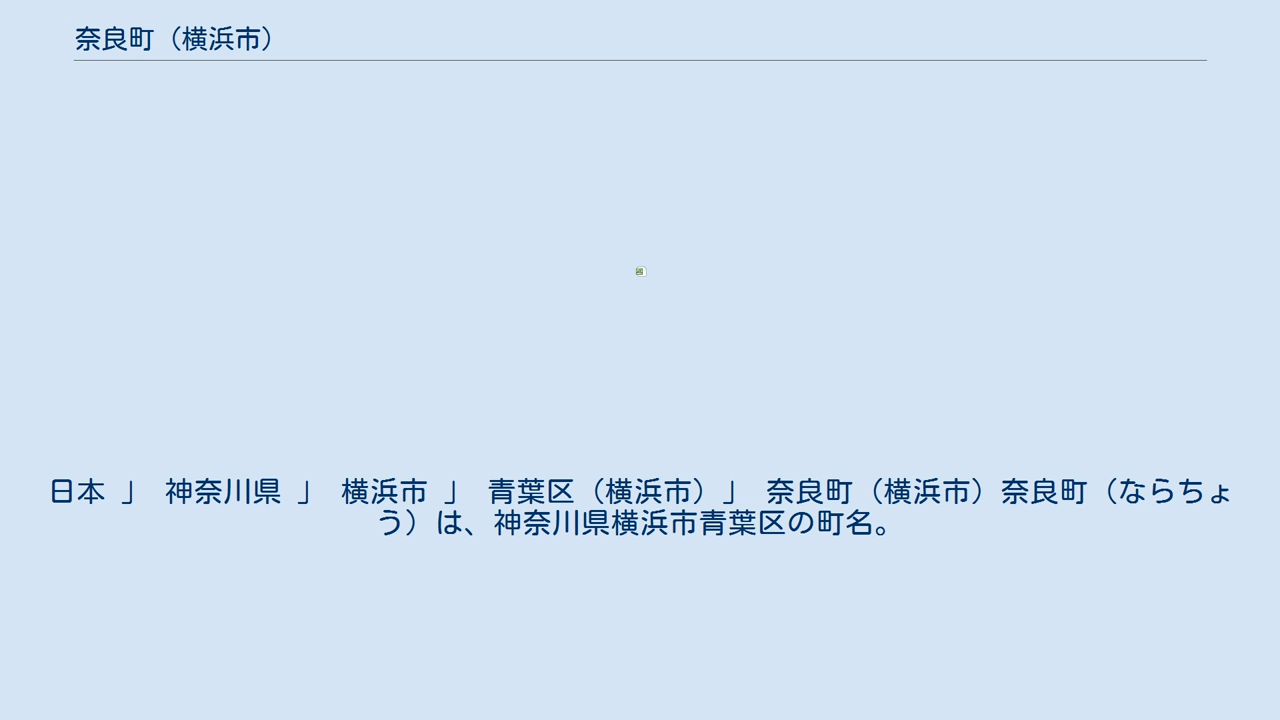 奈良町（横浜市）
日本 」 神奈川県 」 横浜市 」 青葉区（横浜市）」 奈良町（横浜市）奈良町（ならちょ
う）は、神奈川県横浜市青葉区の町名。